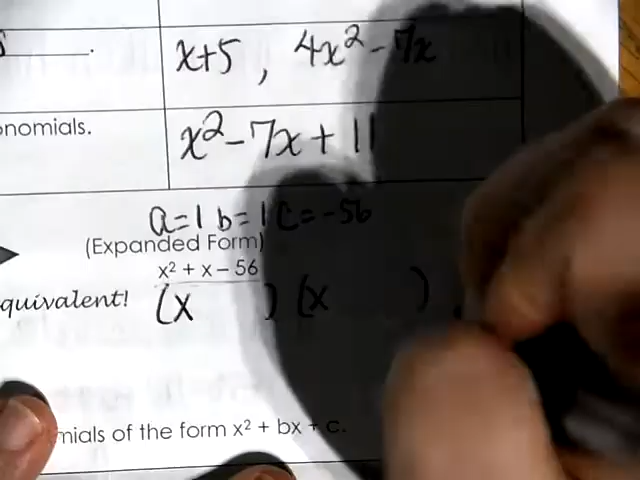 x+5 , 4x² - 7x
nomials.
x² - 7x + 11
a=1 b=1 c=-56
(Expanded Form)
x² + x – 56
quivalent! (x ) (x )
mials of the form x² + bx + c.